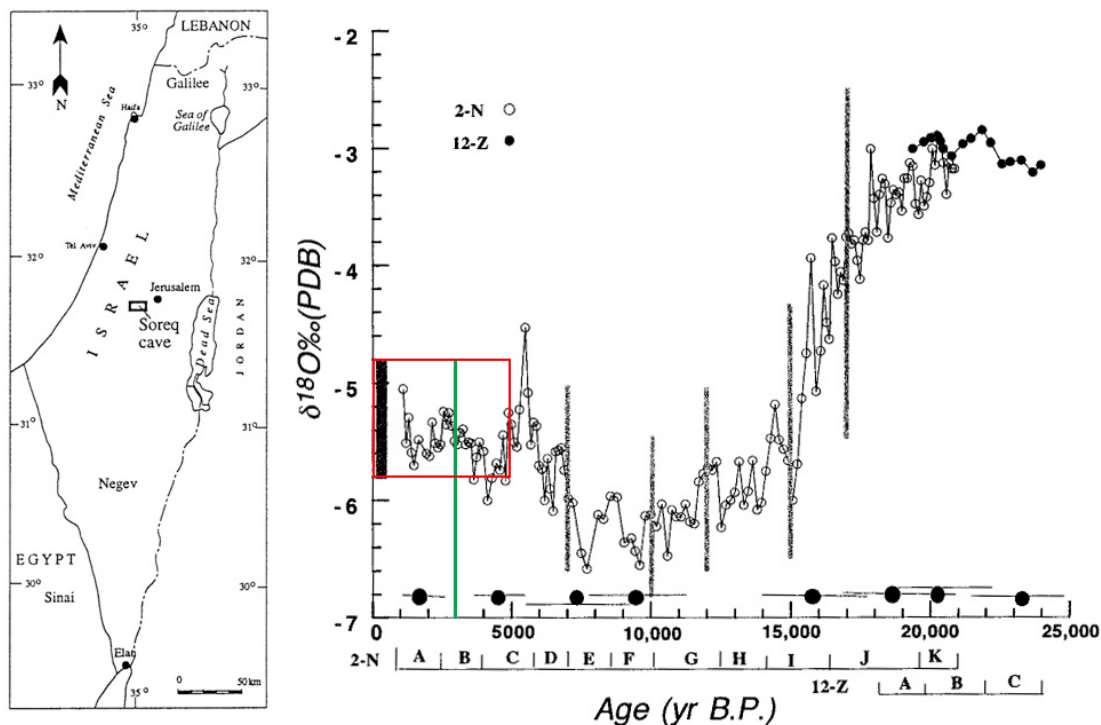 35°
LEBANON
N
33°
33°
Galilee
Sea of
Galilee
Haifa
Mediterranean Sea
32°
32°
Tel Aviv
ISRAEL
Jerusalem
Soreq
cave
Dead Sea
JORDAN
31°
31°
Negev
EGYPT
Sinai
30°
30°
Elat
35°
0 50km
δ18O‰(PDB)
-2
-3
-4
-5
-6
-7
2-N
12-Z
0 5000 10,000 15,000 20,000 25,000
2-N A B C D E F G H I J K
12-Z A B C
Age (yr B.P.)